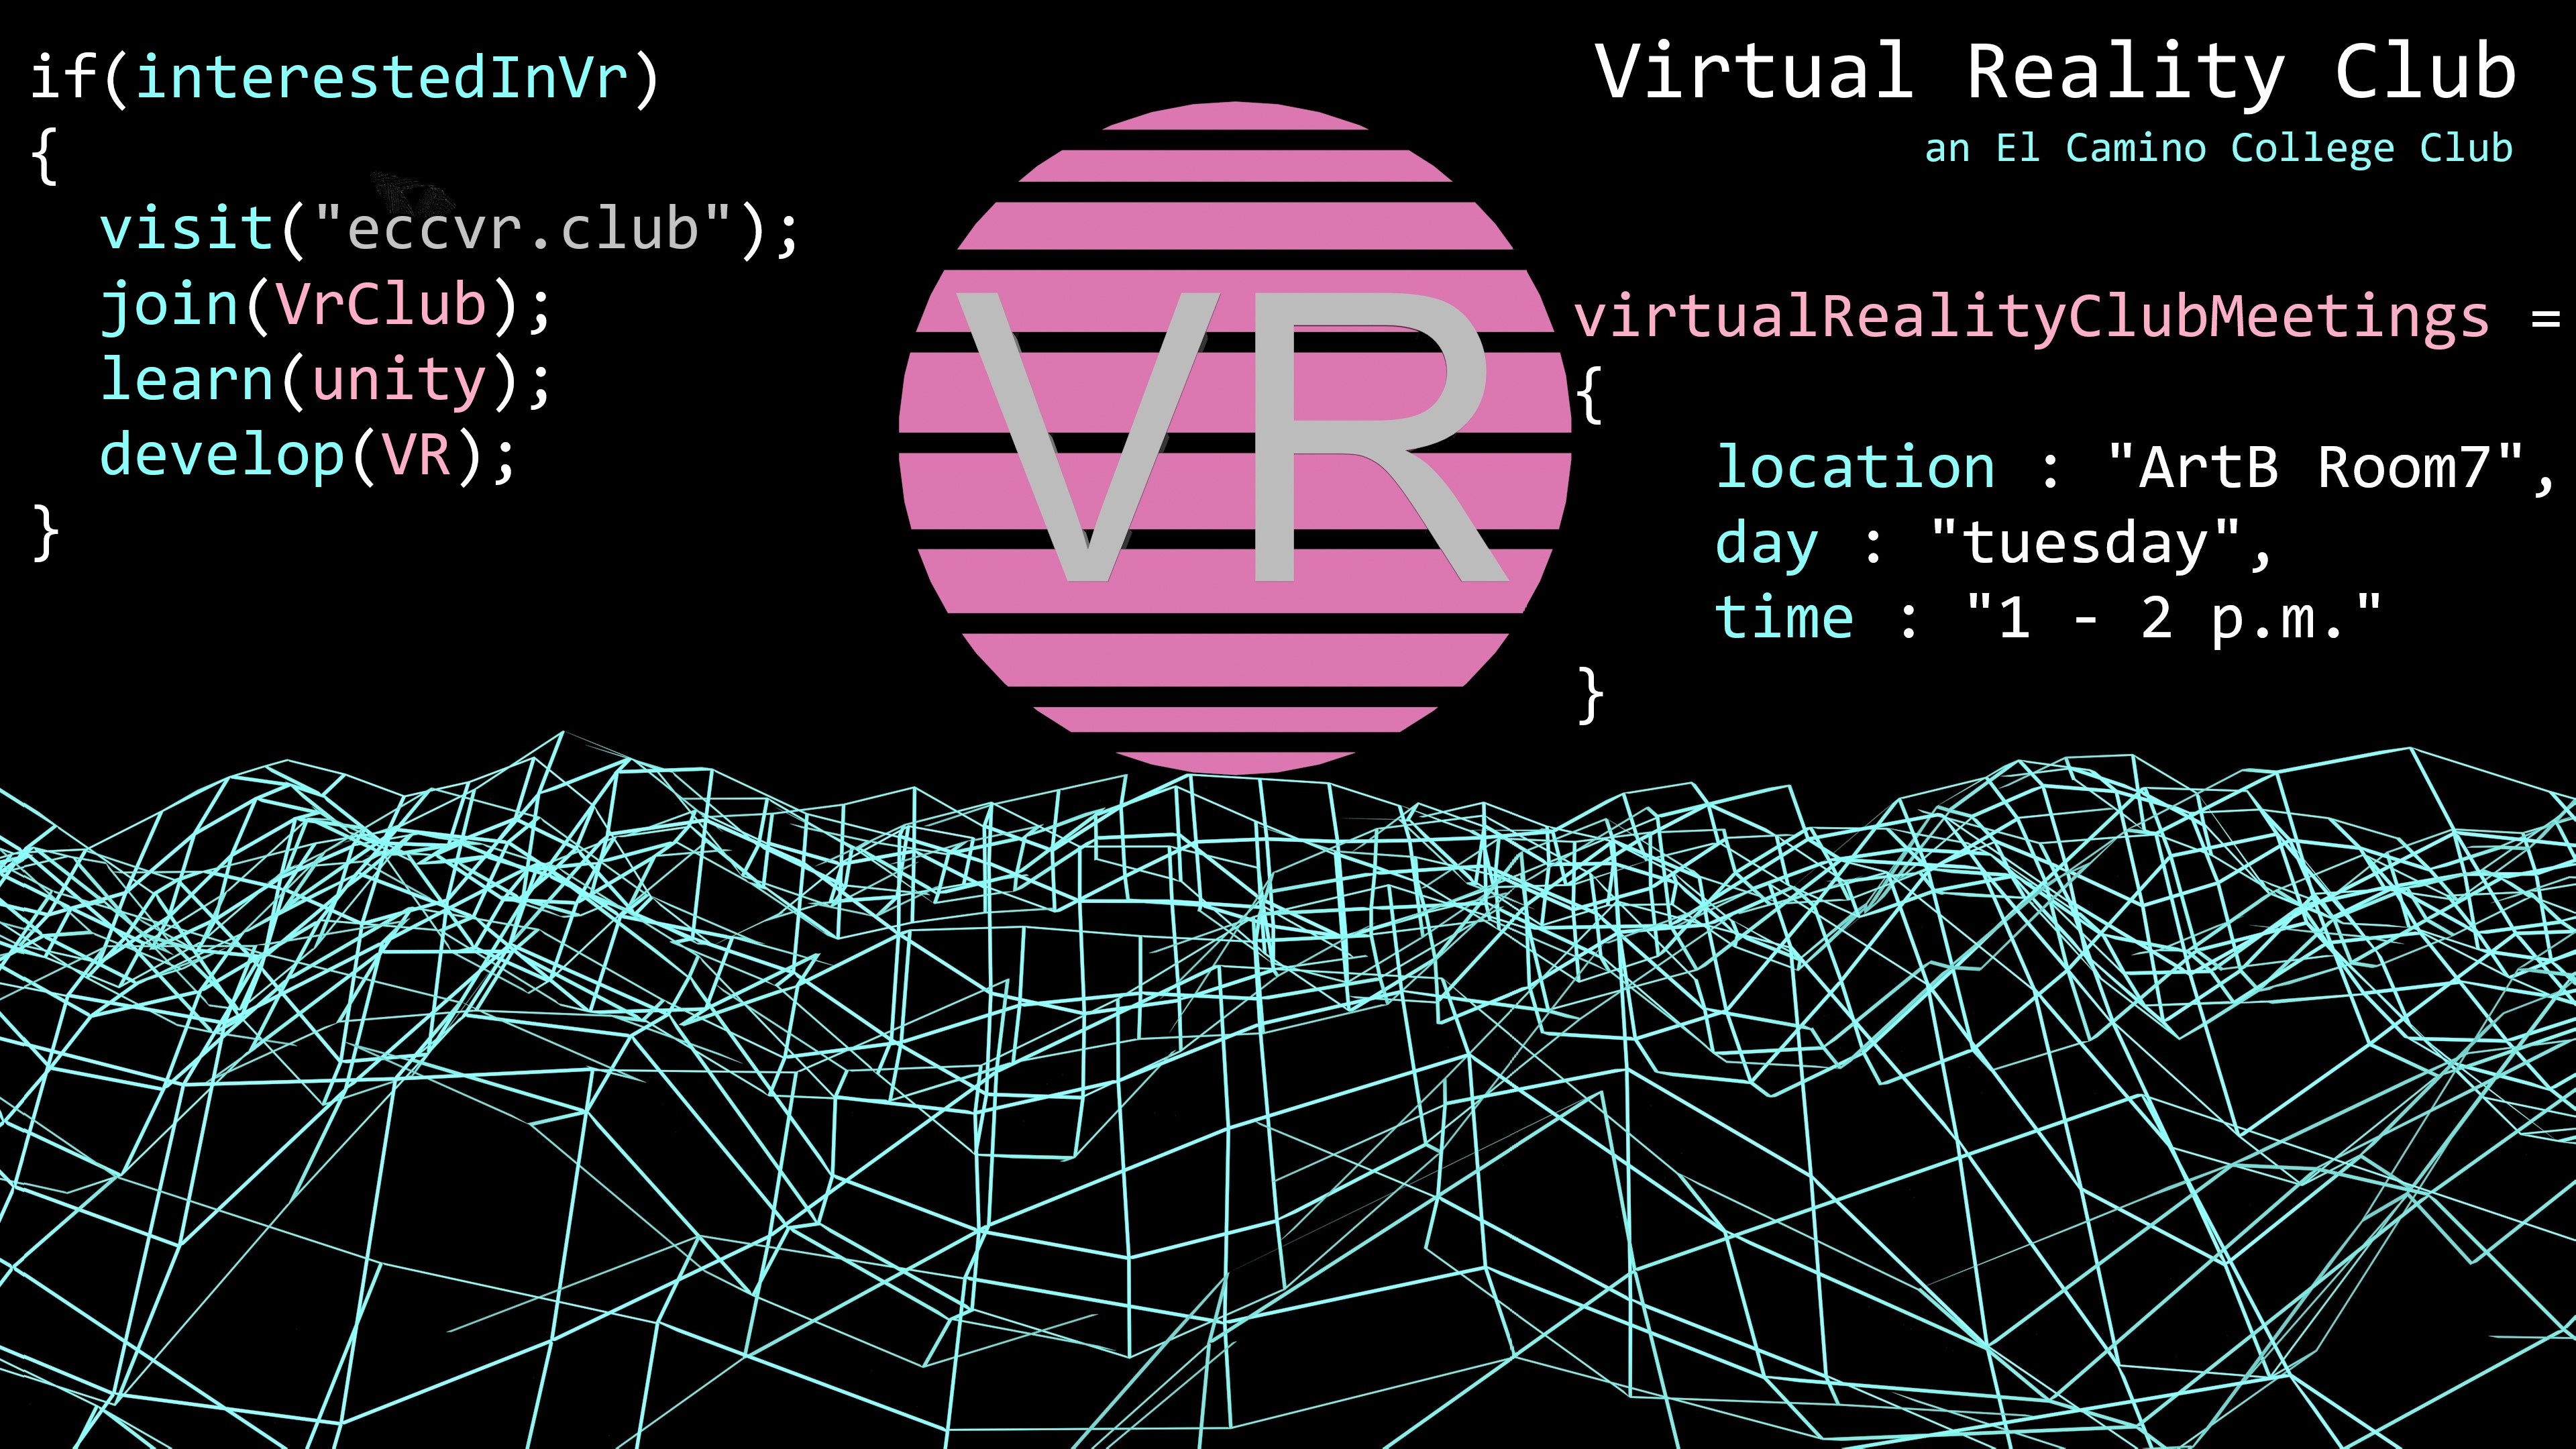 if(interestedInVr)
{
visit("eccvr.club");
join(VrClub);
learn(unity);
develop(VR);
}
VR
Virtual Reality Club
an El Camino College Club
virtualRealityClubMeetings =
{
location : "ArtB Room7",
day : "tuesday",
time : "1 - 2 p.m."
}